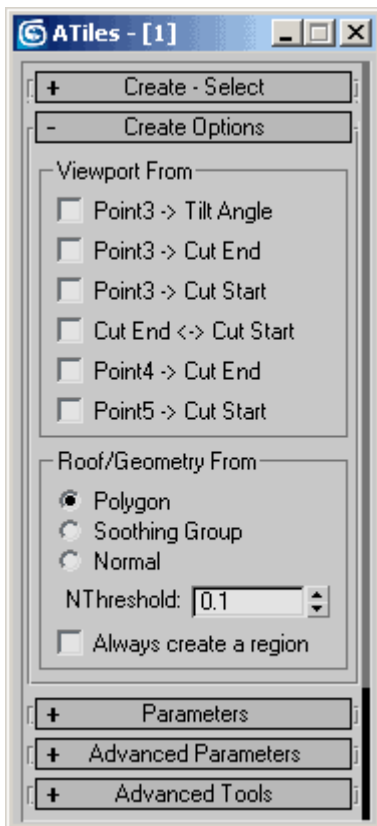 ATiles - [1]
+ Create - Select
- Create Options
Viewport From
Point3 -> Tilt Angle
Point3 -> Cut End
Point3 -> Cut Start
Cut End <-> Cut Start
Point4 -> Cut End
Point5 -> Cut Start
Roof/Geometry From
Polygon
Soothing Group
Normal
NThreshold: 0.1
Always create a region
+ Parameters
+ Advanced Parameters
+ Advanced Tools